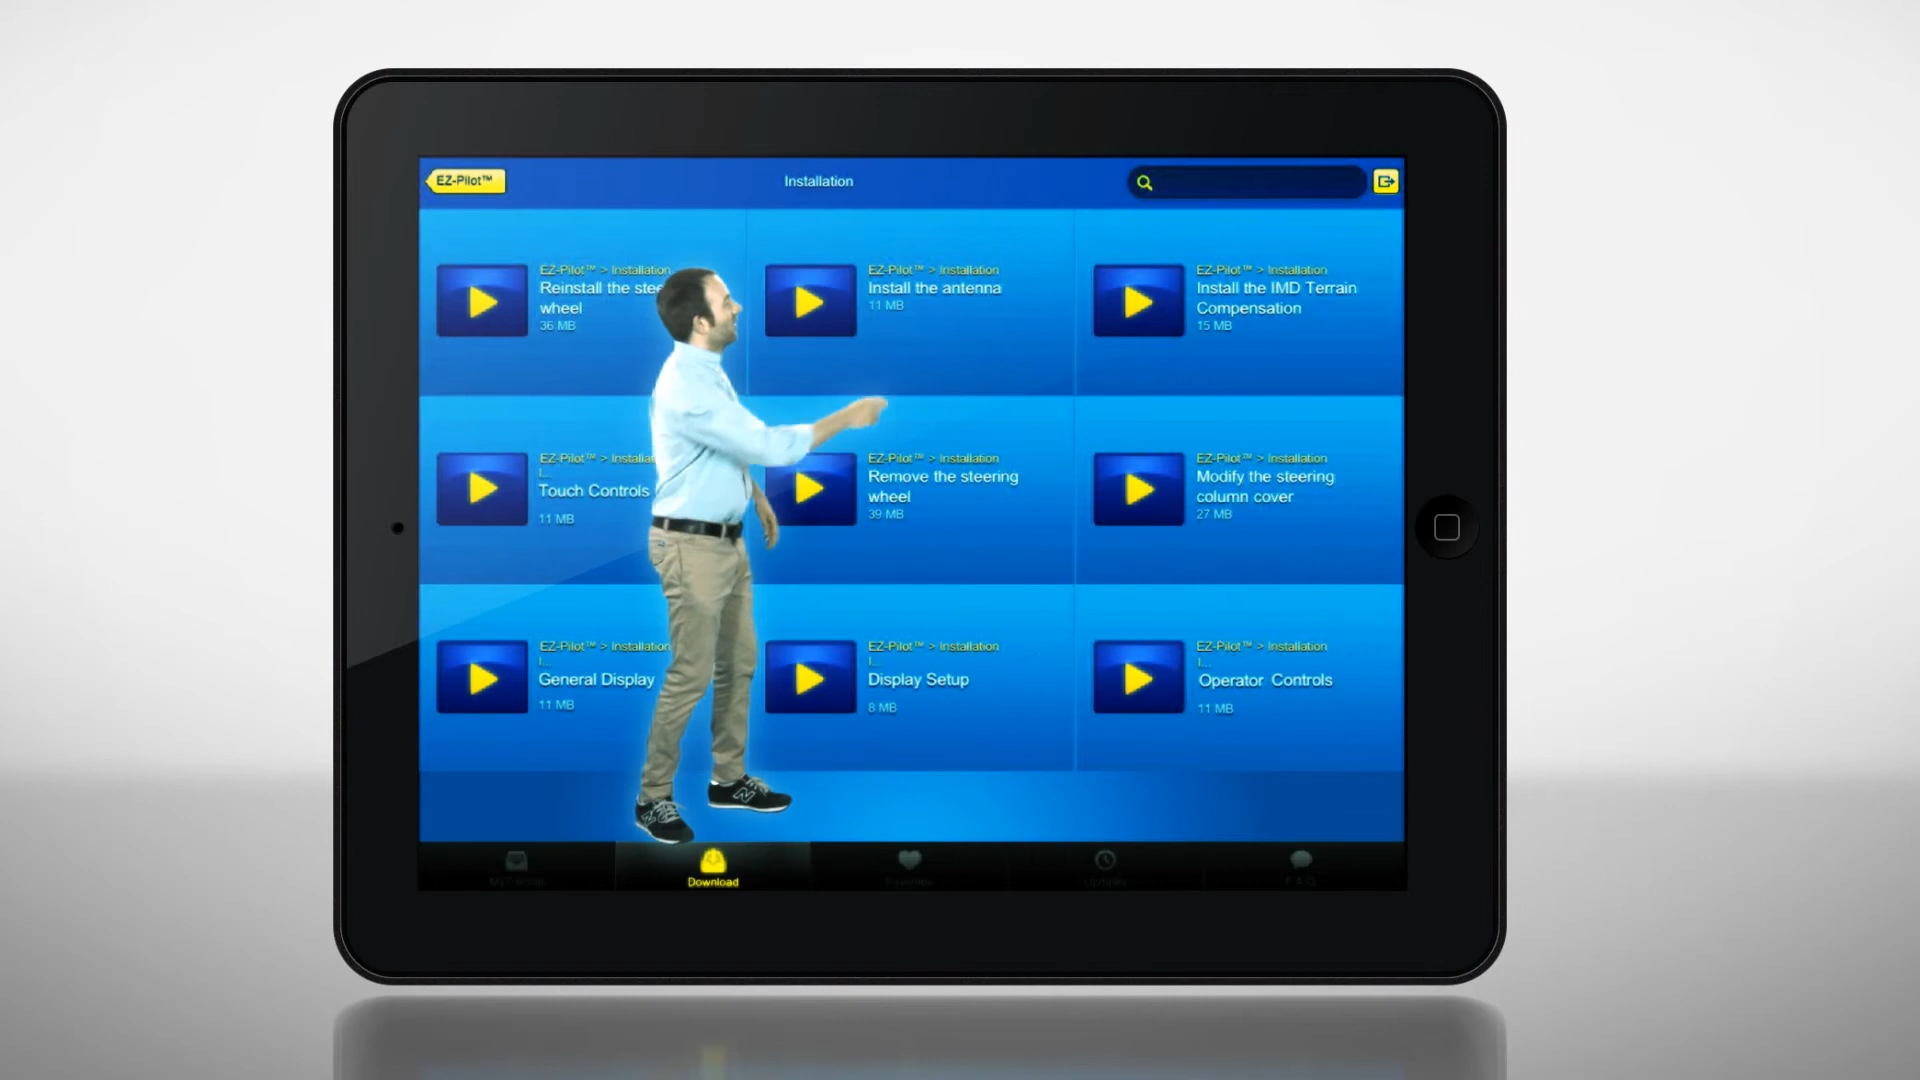 EZ-Pilot™
Installation
EZ-Pilot™ > Installation
Reinstall the
wheel
36 MB
EZ-Pilot™ > Installation
Install the antenna
11 MB
EZ-Pilot™ > Installation
Install the IMD Terrain
Compensation
15 MB
EZ-Pilot™ >
I...
Touch Controls
11 MB
EZ-Pilot™ > Installation
Remove the steering
wheel
39 MB
EZ-Pilot™ > Installation
Modify the steering
column cover
27 MB
EZ-Pilot™ > Installation
I...
General Display
11 MB
EZ-Pilot™ > Installation
I...
Display Setup
8 MB
EZ-Pilot™ > Installation
I...
Operator Controls
11 MB
Download